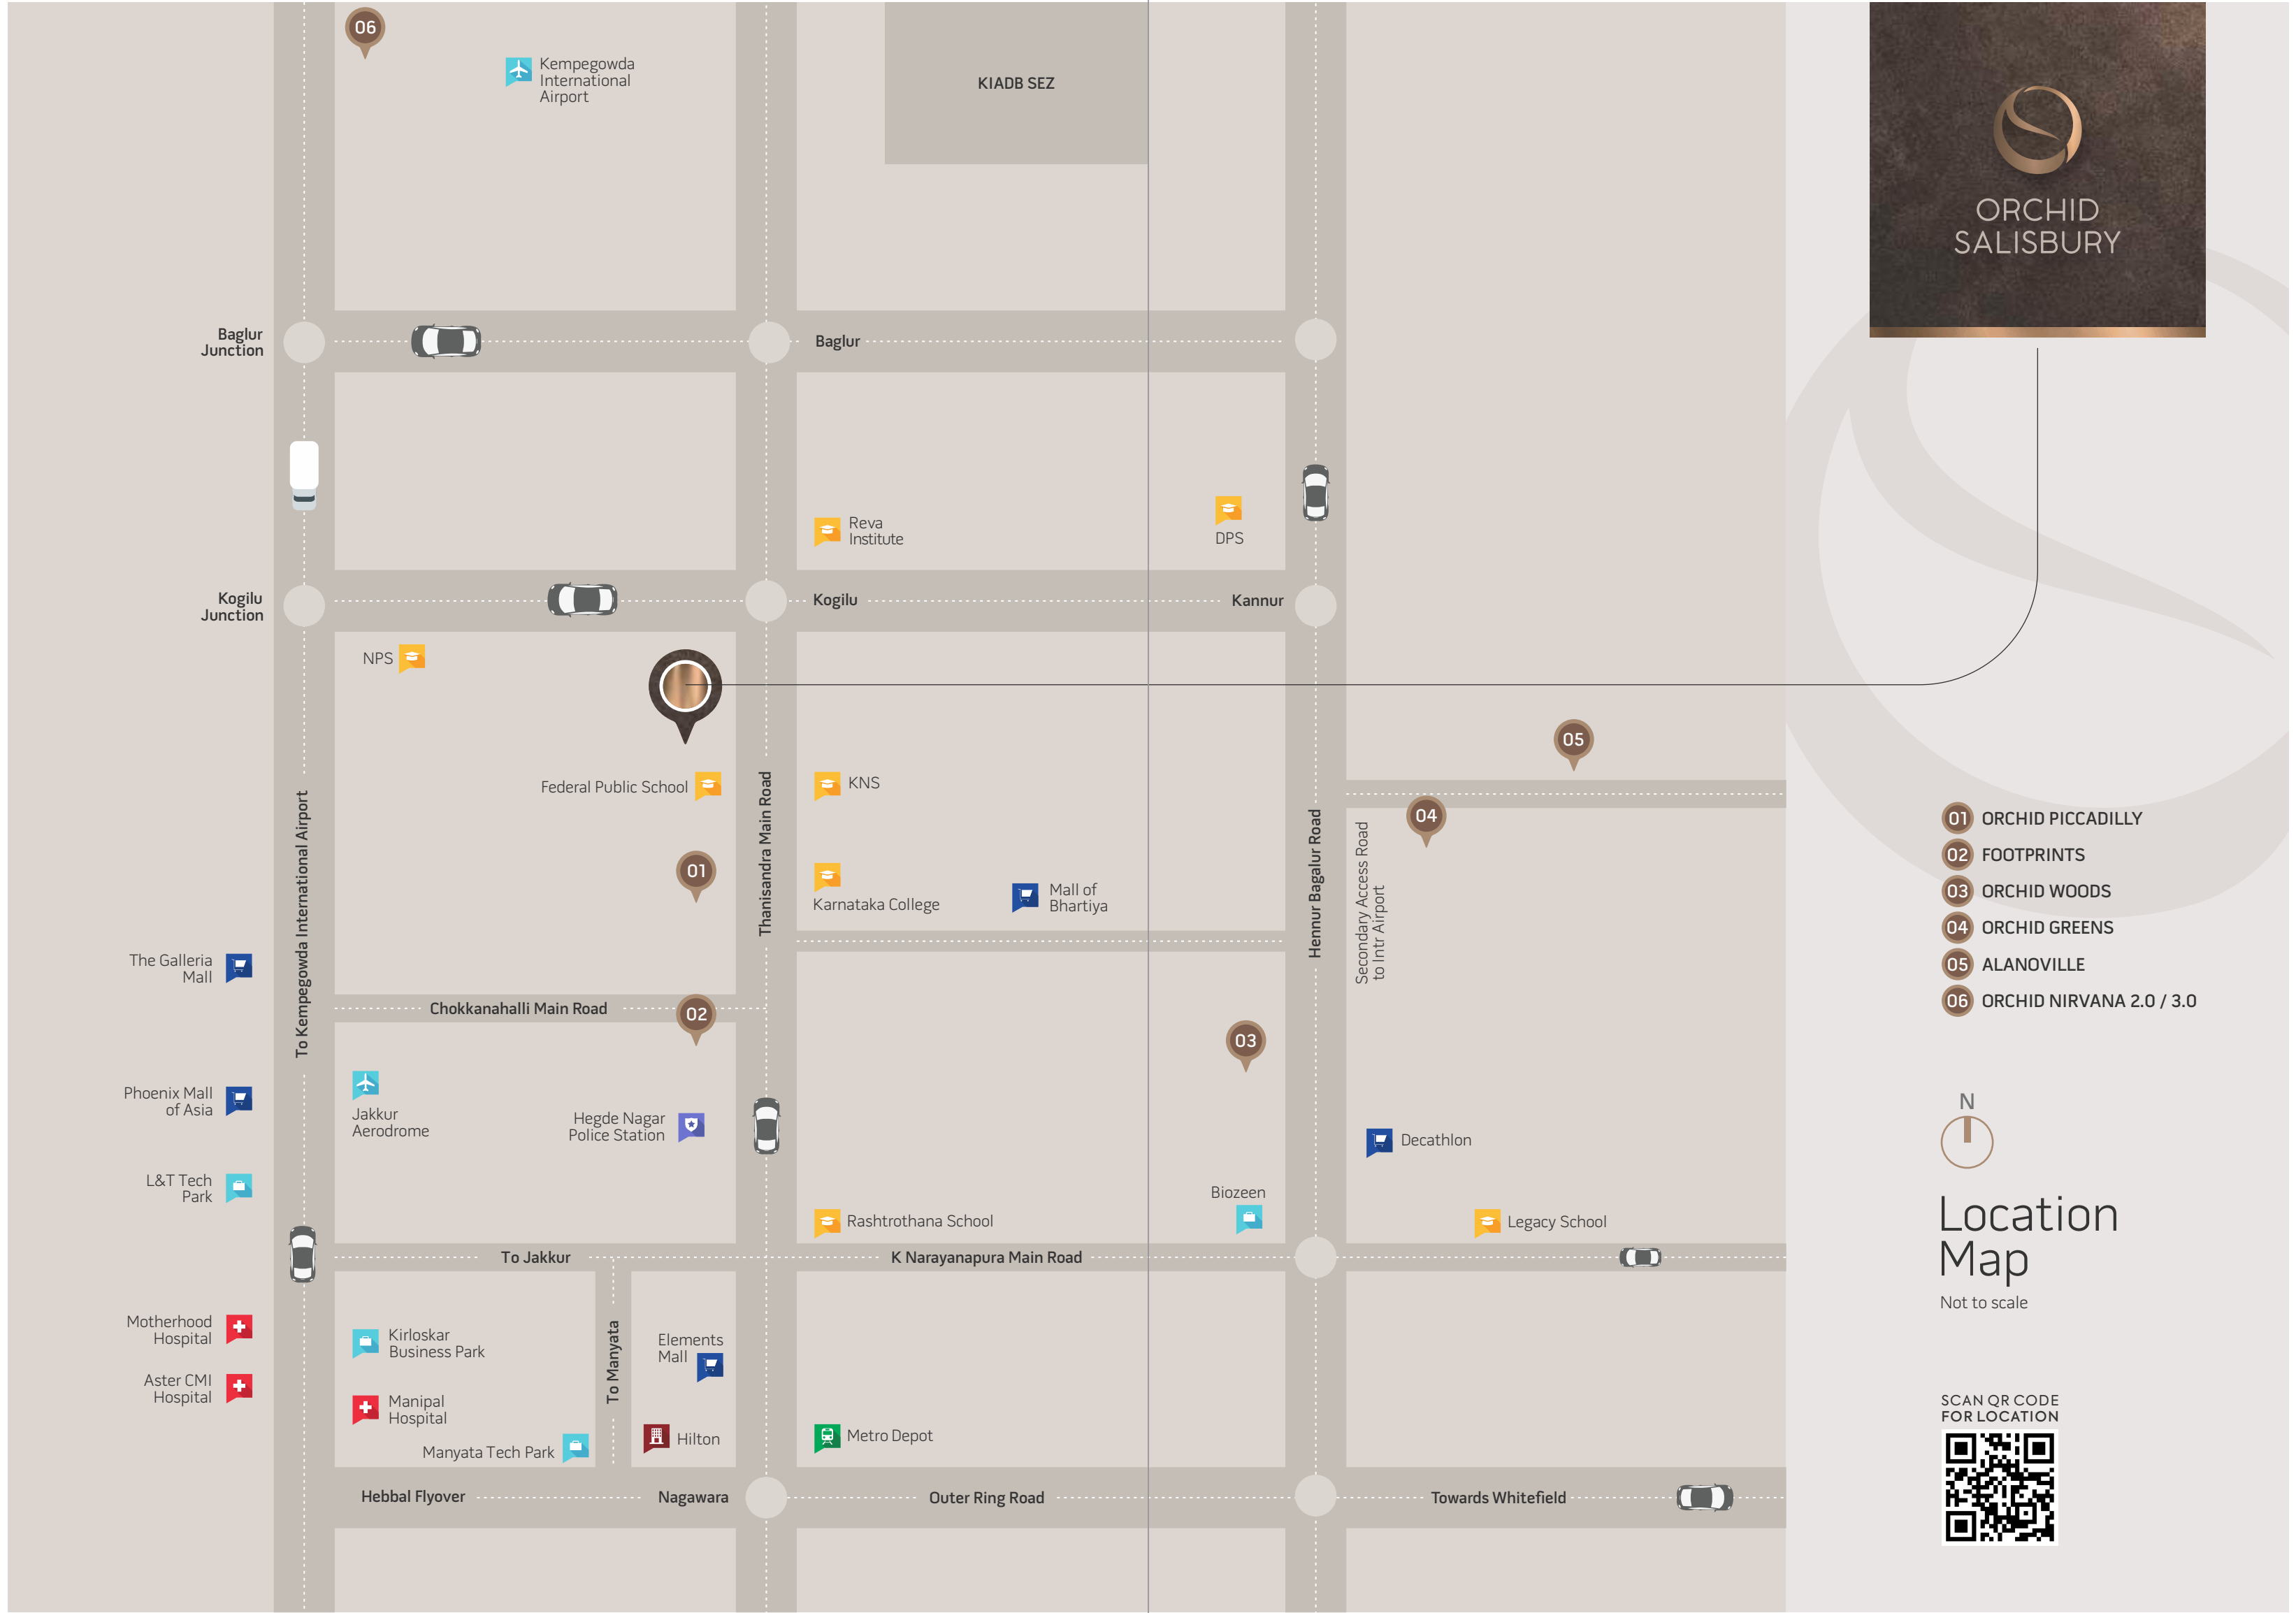 06
Kempegowda
International
Airport
KIADB SEZ
ORCHID
SALISBURY
Baglur
Junction
Baglur
Reva
Institute
DPS
Kogilu
Junction
Kogilu
Kannur
NPS
05
Federal Public School
KNS
To Kempegowda International Airport
Thanisandra Main Road
Hennur Bagalur Road
Secondary Access Road
to Intr Airport
04
01
Karnataka College
Mall of
Bhartiya
01 ORCHID PICCADILLY
02 FOOTPRINTS
03 ORCHID WOODS
04 ORCHID GREENS
05 ALANOVILLE
06 ORCHID NIRVANA 2.0 / 3.0
The Galleria
Mall
Chokkanahalli Main Road
02
03
Phoenix Mall
of Asia
Jakkur
Aerodrome
Hegde Nagar
Police Station
Decathlon
N
L&T Tech
Park
Biozeen
Rashtrothana School
Legacy School
Location
Map
Not to scale
To Jakkur
K Narayanapura Main Road
Motherhood
Hospital
Kirloskar
Business Park
To Manyata
Elements
Mall
Aster CMI
Hospital
Manipal
Hospital
Manyata Tech Park
Hilton
Metro Depot
SCAN QR CODE
FOR LOCATION
Hebbal Flyover
Nagawara
Outer Ring Road
Towards Whitefield